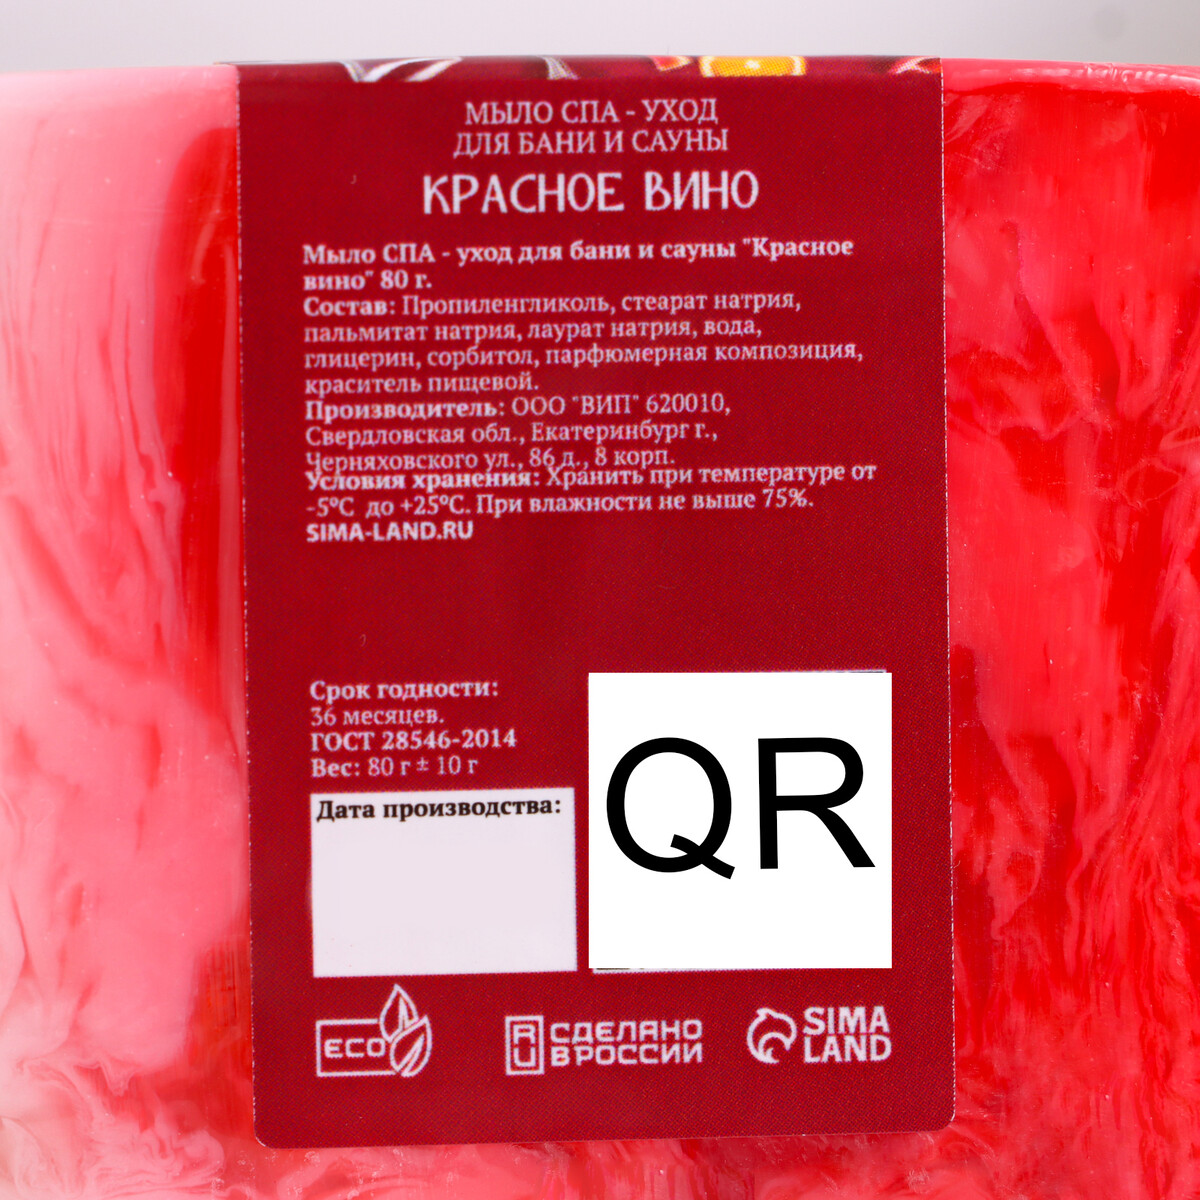 МЫЛО СПА - УХОД
ДЛЯ БАНИ И САУНЫ
КРАСНОЕ ВИНО
Мыло СПА - уход для бани и сауны "Красное
вино" 80 г.
Состав: Пропиленгликоль, стеарат натрия,
пальмитат натрия, лаурат натрия, вода,
глицерин, сорбитол, парфюмерная композиция,
краситель пищевой.
Производитель: ООО "ВИП" 620010,
Свердловская обл., Екатеринбург г.,
Черняховского ул., 86 д., 8 корп.
Условия хранения: Хранить при температуре от
-5°С до +25°С. При влажности не выше 75%.
SIMA-LAND.RU
Срок годности:
36 месяцев.
ГОСТ 28546-2014
Вес: 80 г ± 10 г
Дата производства:
QR
ECO
RU СДЕЛАНО
В РОССИИ
SIMA
LAND